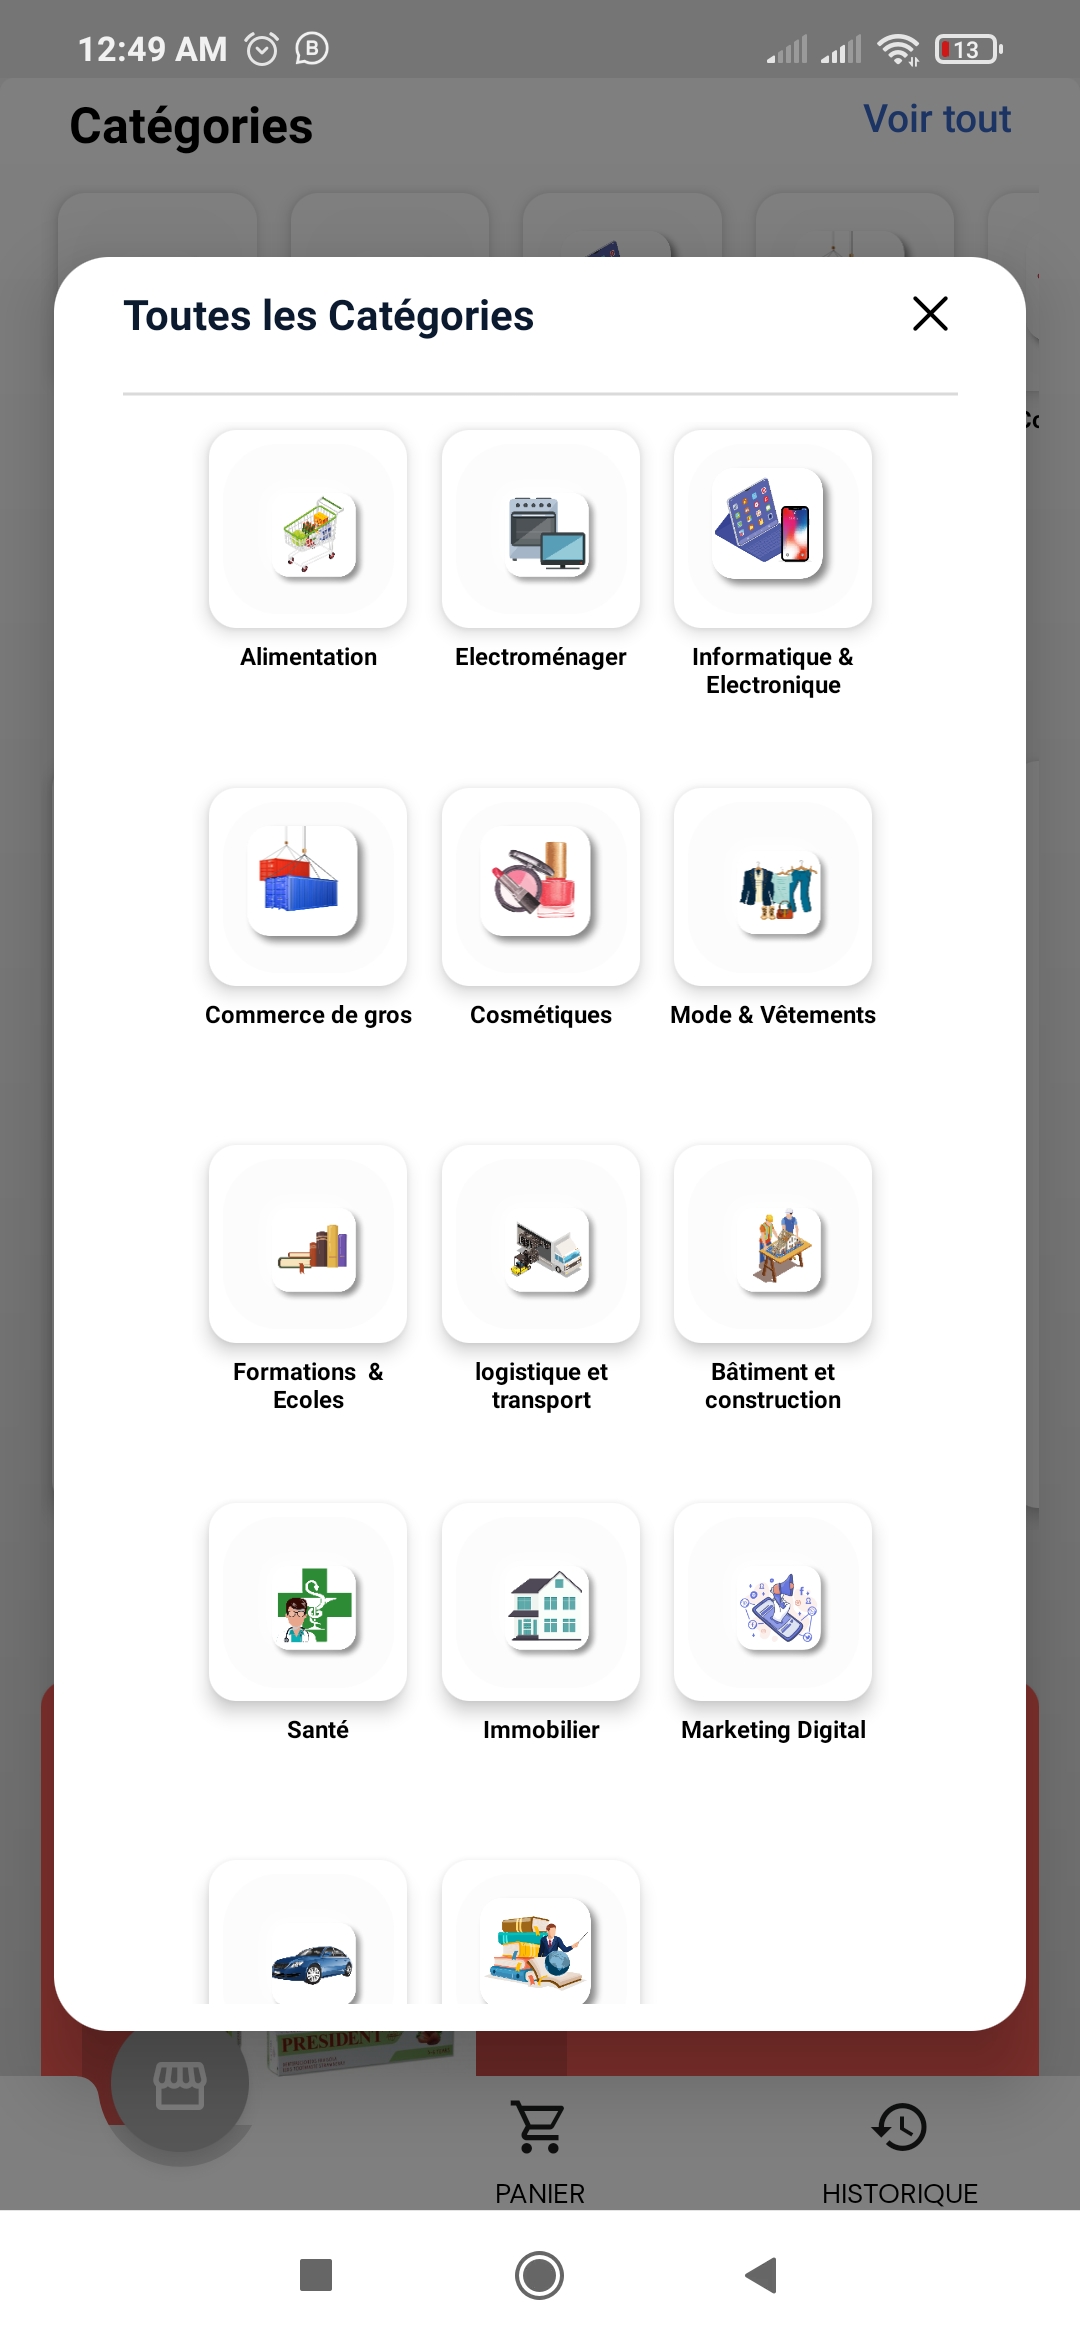 12:49 AM
B
13
Catégories
Voir tout
Toutes les Catégories
Co
Alimentation
Electroménager
Informatique &
Electronique
Commerce de gros
Cosmétiques
Mode & Vêtements
Formations &
Ecoles
logistique et
transport
Bâtiment et
construction
Santé
Immobilier
Marketing Digital
PRESIDENT
PANIER
HISTORIQUE